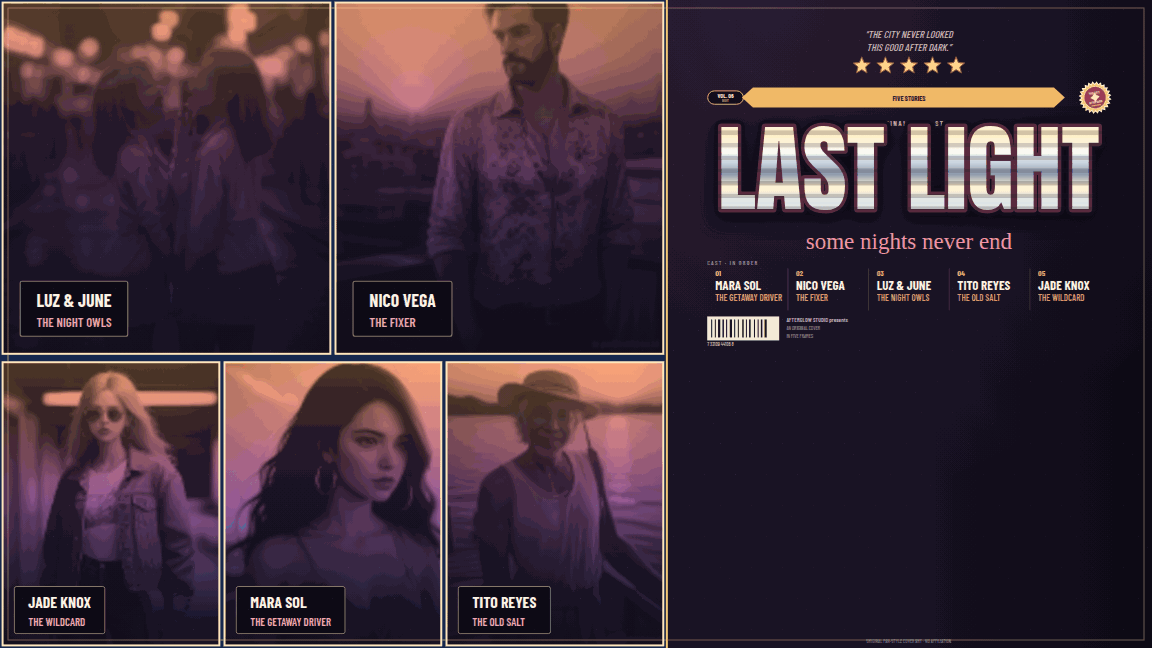 LUZ & JUNE
THE NIGHT OWLS
NICO VEGA
THE FIXER
JADE KNOX
THE WILDCARD
MARA SOL
THE GETAWAY DRIVER
TITO REYES
THE OLD SALT
"THE CITY NEVER LOOKED
THIS GOOD AFTER DARK."
VOL. 06
FIVE STORIES
LAST LIGHT
some nights never end
CAST · IN ORDER
01
MARA SOL
THE GETAWAY DRIVER
02
NICO VEGA
THE FIXER
03
LUZ & JUNE
THE NIGHT OWLS
04
TITO REYES
THE OLD SALT
05
JADE KNOX
THE WILDCARD
AFTERGLOW STUDIO presents
AN ORIGINAL COVER
IN FIVE FRAMES